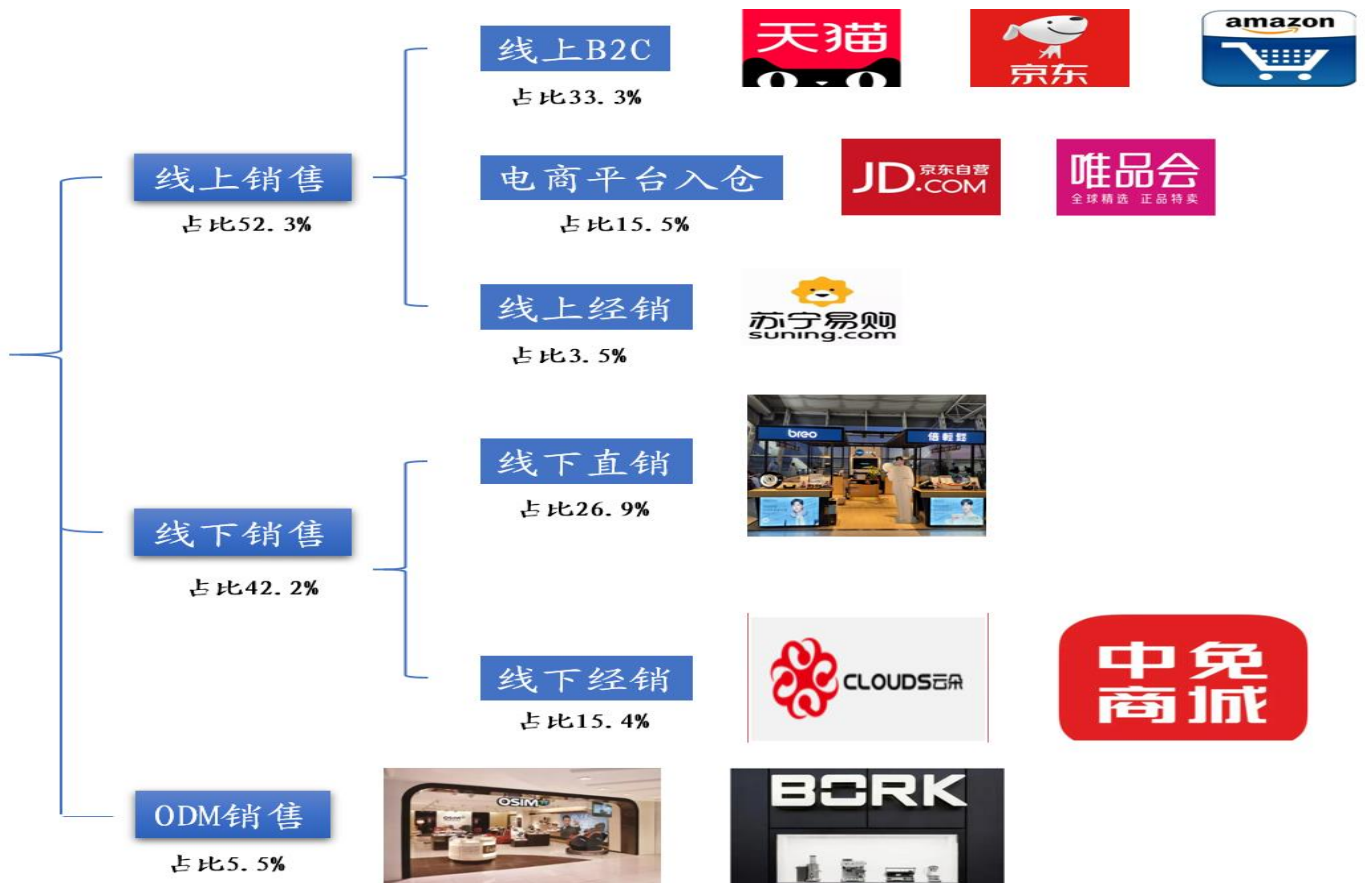 线上B2C
占比33.3%
天猫
京东
amazon
线上销售
占比52.3%
电商平台入仓
占比15.5%
JD.COM 京东自营
唯品会
全球精选 正品特卖
线上经销
占比3.5%
苏宁易购
suning.com
线下直销
占比26.9%
breo
倍轻松
线下销售
占比42.2%
线下经销
占比15.4%
CLOUDS云朵
中免
商城
ODM销售
占比5.5%
OSIM
BORK